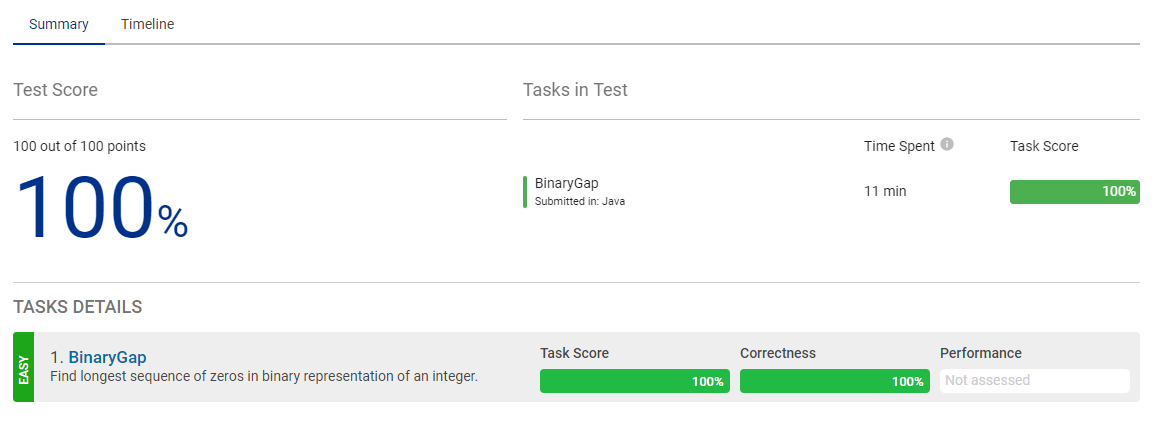 Summary Timeline
Test Score
Tasks in Test
100 out of 100 points
100%
Time Spent
Task Score
BinaryGap
Submitted in: Java
11 min
100%
TASKS DETAILS
EASY
1. BinaryGap
Find longest sequence of zeros in binary representation of an integer.
Task Score
100%
Correctness
100%
Performance
Not assessed